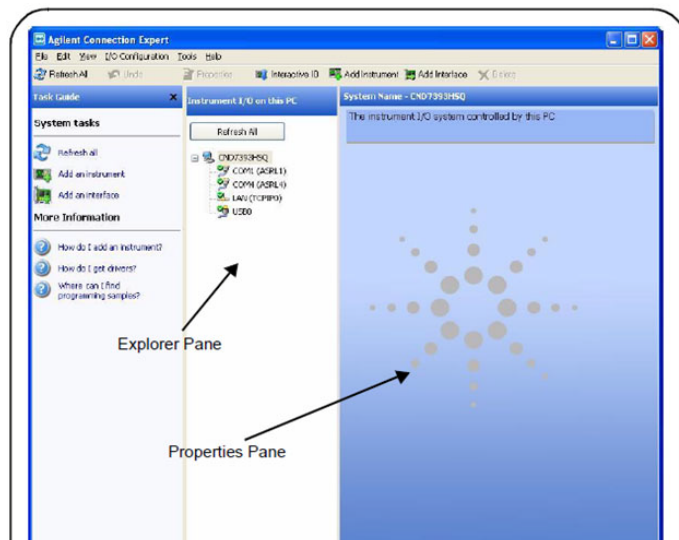 Agilent Connection Expert
File Edit View I/O Configuration Tools Help
Refresh All Undo Properties Interactive IO Add Instrument Add Interface Delete
Task Guide
System tasks
Refresh all
Add an instrument
Add an interface
More Information
How do I add an instrument?
How do I get drivers?
Where can I find
programming samples?
Instrument I/O on this PC
Refresh All
CND7393HSQ
COM1 (ASRL1)
COM4 (ASRL4)
LAN (TCPIP0)
USB0
System Name - CND7393HSQ
The instrument I/O system controlled by this PC
Explorer Pane
Properties Pane